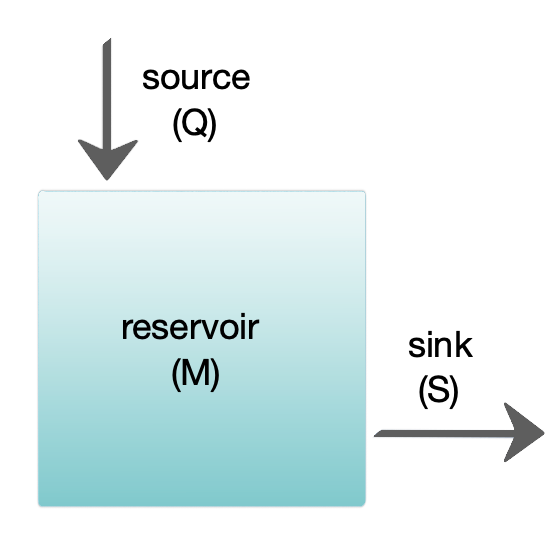 source
(Q)
reservoir
(M)
sink
(S)